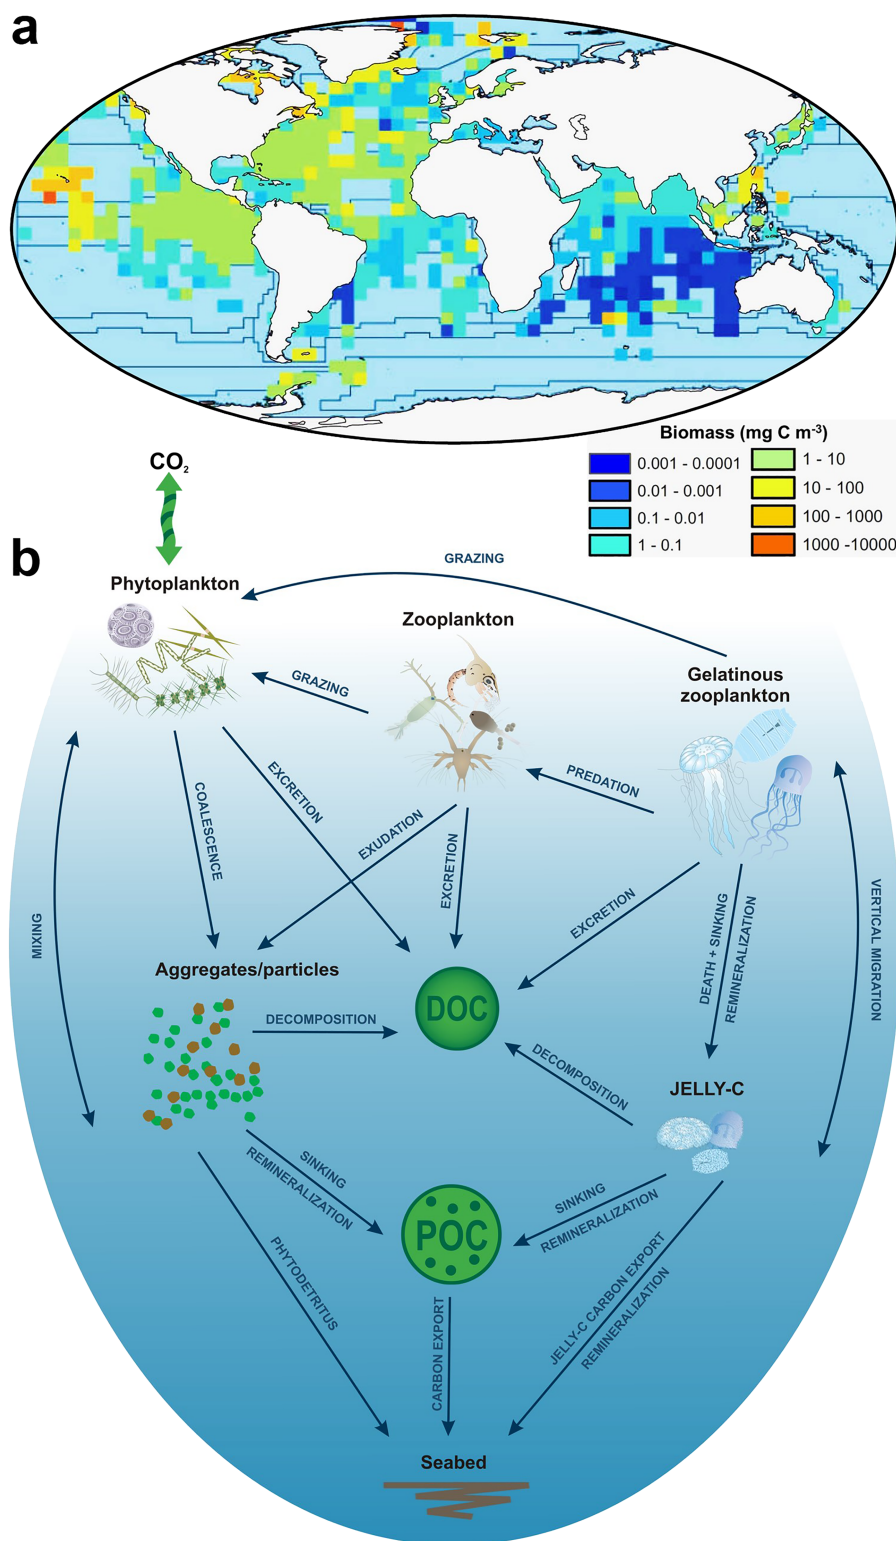 a
Biomass (mg C m-3)
0.001 - 0.0001
0.01 - 0.001
0.1 - 0.01
1 - 0.1
1 - 10
10 - 100
100 - 1000
1000 -10000
b
CO2
Phytoplankton
GRAZING
Zooplankton
GRAZING
Gelatinous
zooplankton
PREDATION
COALESCENCE
EXCRETION
EXUDATION
EXCRETION
EXCRETION
DEATH + SINKING
REMINERALIZATION
MIXING
VERTICAL MIGRATION
Aggregates/particles
DECOMPOSITION
DOC
DECOMPOSITION
JELLY-C
SINKING
REMINERALIZATION
POC
SINKING
REMINERALIZATION
PHYTODETRITUS
CARBON EXPORT
JELLY-C CARBON EXPORT
REMINERALIZATION
Seabed